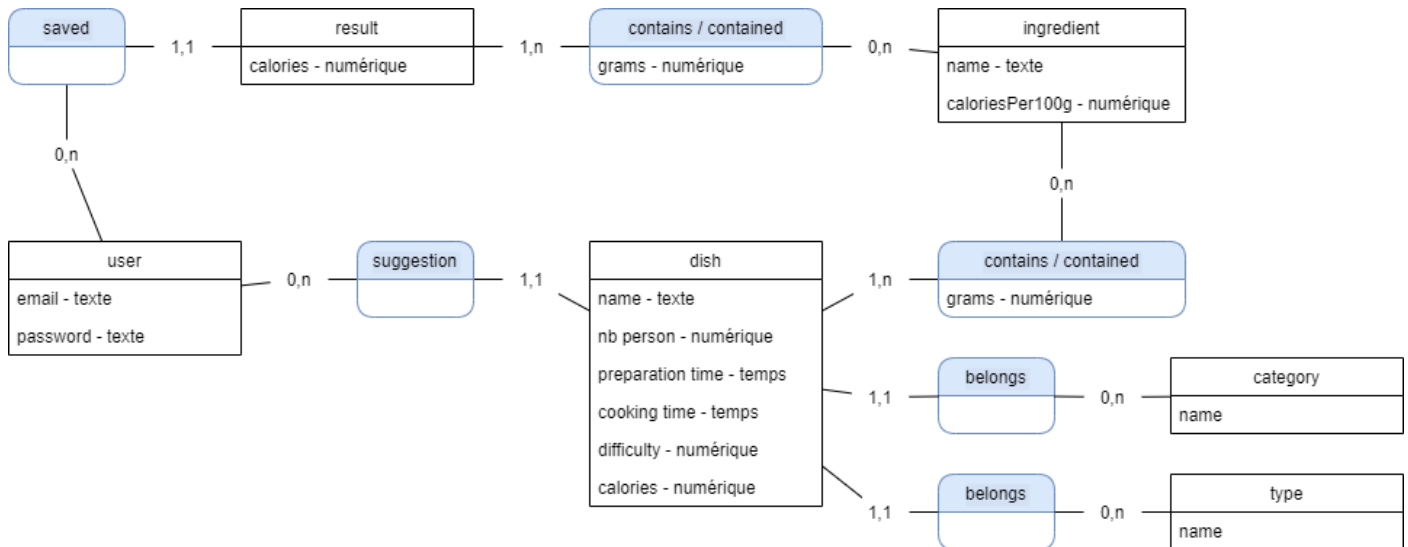 saved
1,1
result
calories - numérique
1,n
contains / contained
grams - numérique
0,n
ingredient
name - texte
caloriesPer100g - numérique
0,n
0,n
user
email - texte
password - texte
0,n
suggestion
1,1
dish
name - texte
nb person - numérique
preparation time - temps
cooking time - temps
difficulty - numérique
calories - numérique
1,n
contains / contained
grams - numérique
1,1
belongs
0,n
category
name
1,1
belongs
0,n
type
name